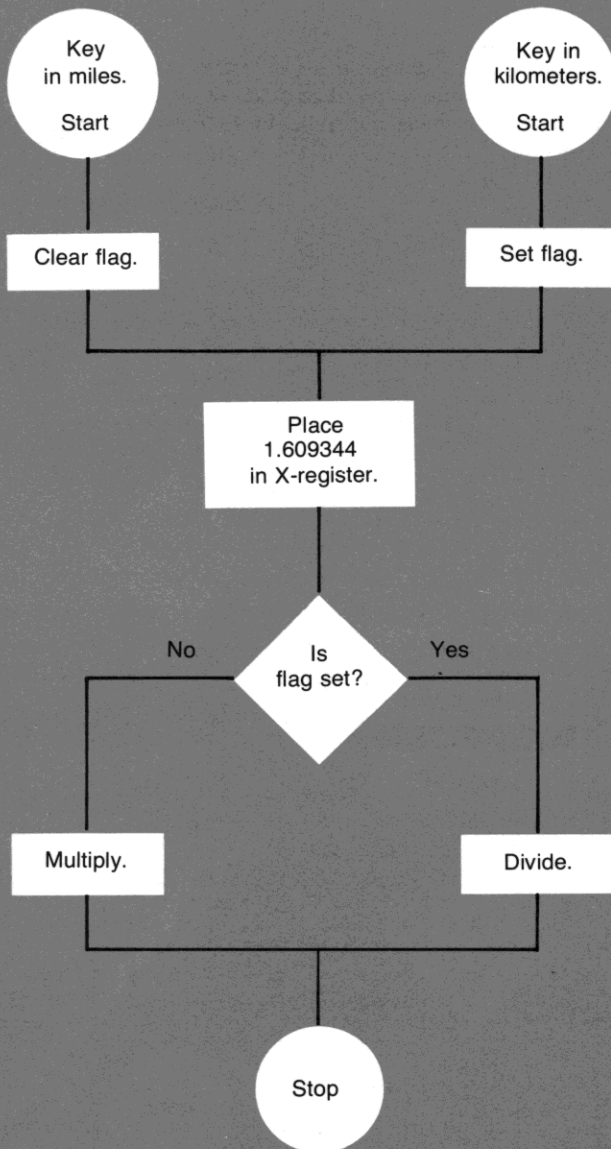 Key
in miles.
Start
Key in
kilometers.
Start
Clear flag.
Set flag.
Place
1.609344
in X-register.
No
Is
flag set?
Yes
Multiply.
Divide.
Stop